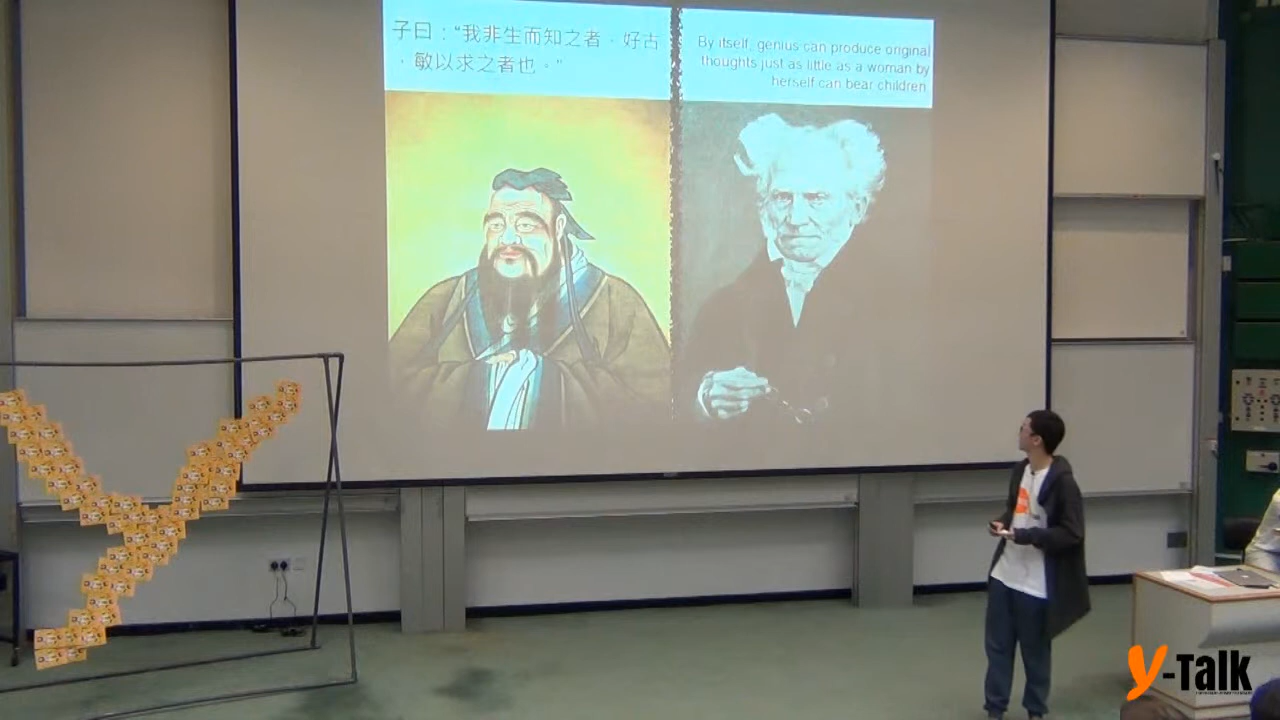 子曰：“我非生而知之者，好古
，敏以求之者也。”
By itself, genius can produce original
thoughts just as little as a woman by
herself can bear children
y-Talk